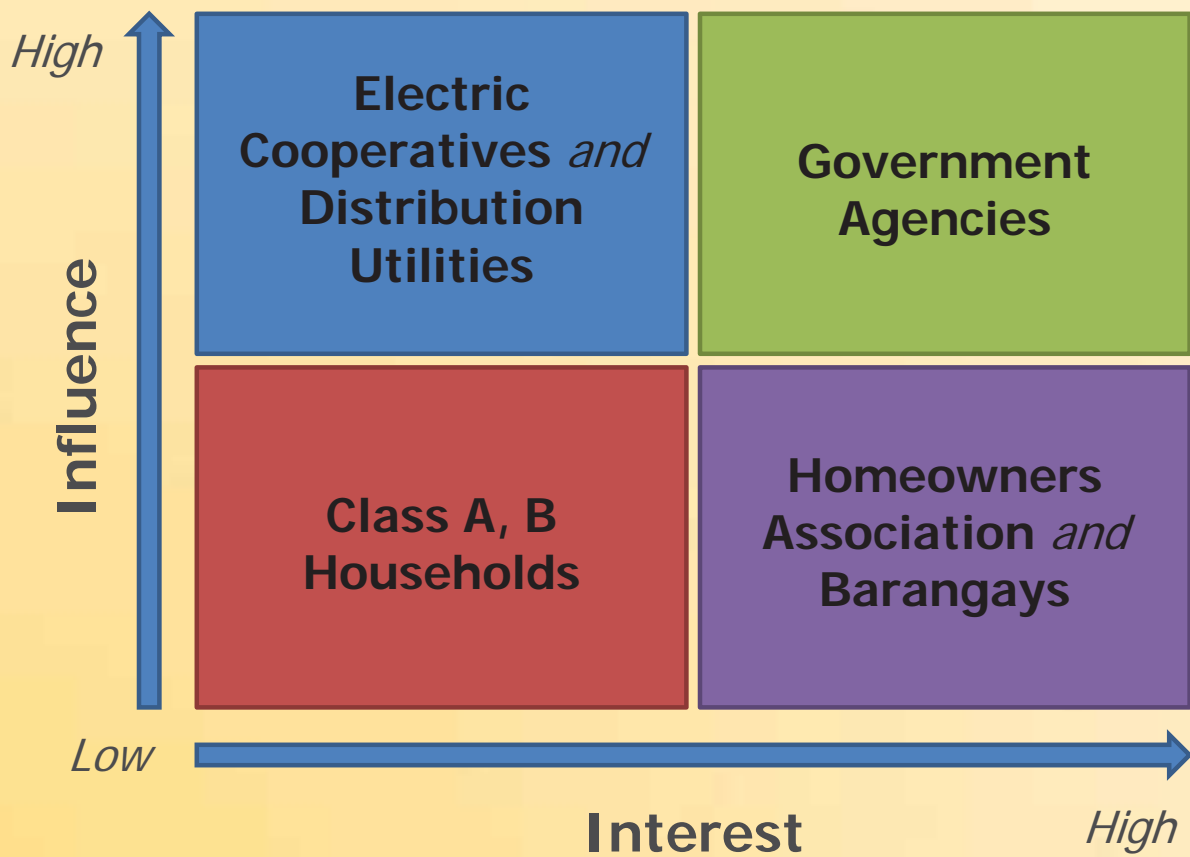 High
Influence
Electric
Cooperatives and
Distribution
Utilities
Government
Agencies
Class A, B
Households
Homeowners
Association and
Barangays
Low
Interest
High